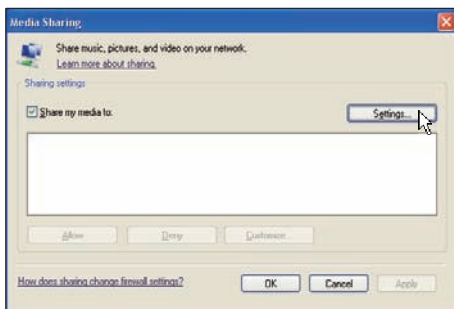 Media Sharing
Share music, pictures, and video on your network.
Learn more about sharing.
Sharing settings
Share my media to:
Settings...
Allow
Deny
Customize...
How does sharing change firewall settings?
OK
Cancel
Apply